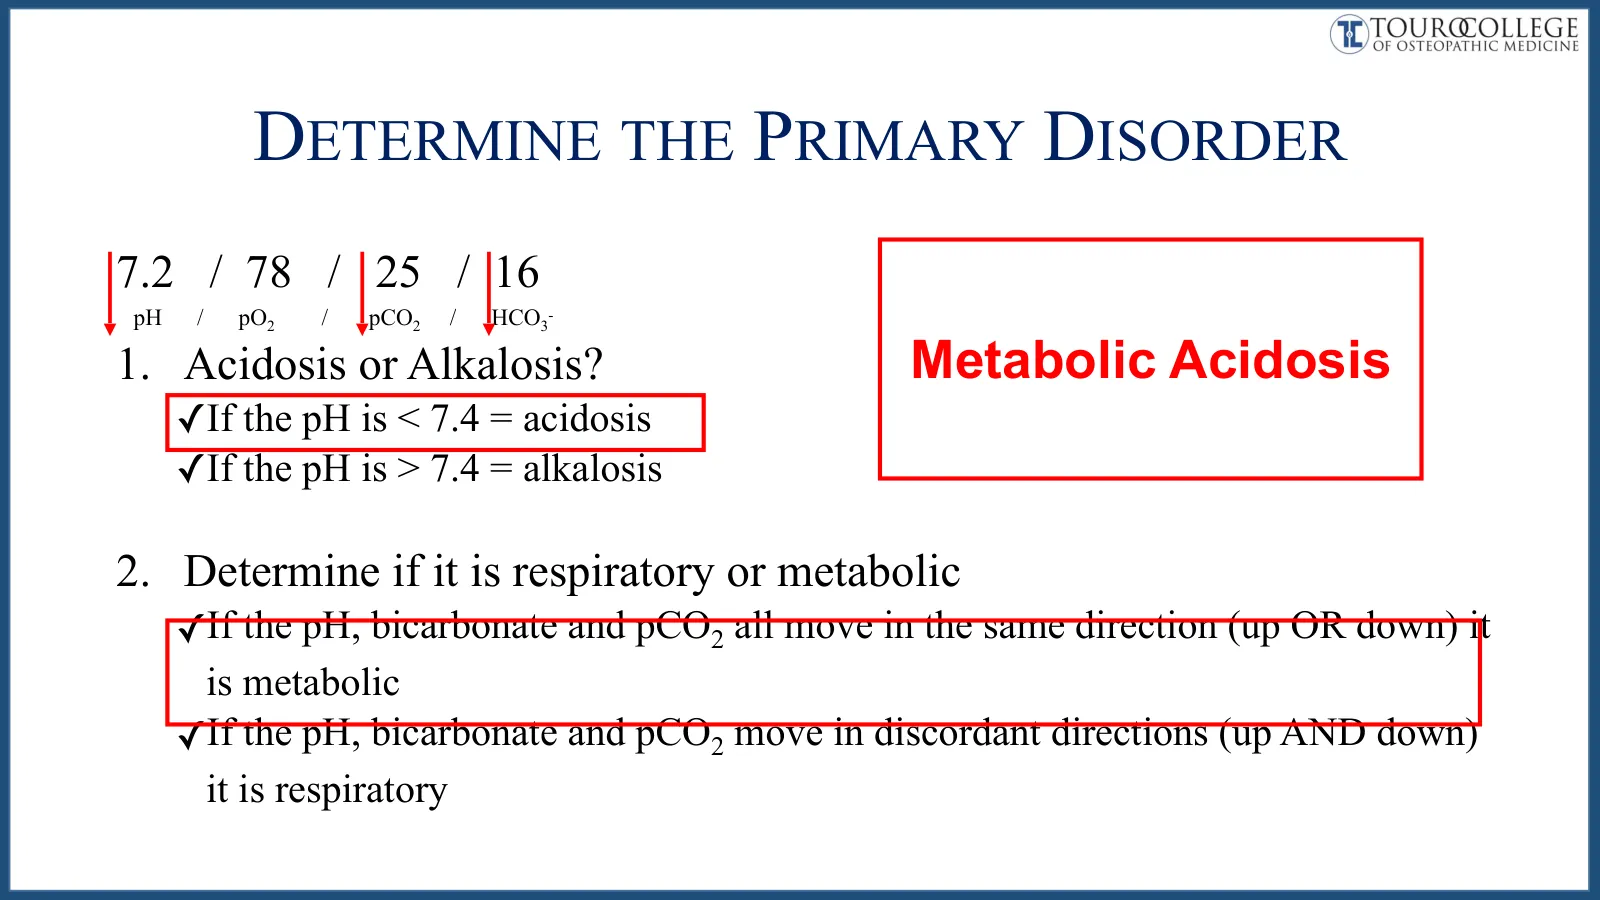 TOURO COLLEGE
OF OSTEOPATHIC MEDICINE
DETERMINE THE PRIMARY DISORDER
7.2 / 78 / 25 / 16
pH / pO₂ / pCO₂ / HCO₃⁻
Metabolic Acidosis
1. Acidosis or Alkalosis?
✓If the pH is < 7.4 = acidosis
✓If the pH is > 7.4 = alkalosis
2. Determine if it is respiratory or metabolic
✓If the pH, bicarbonate and pCO₂ all move in the same direction (up OR down) it
is metabolic
✓If the pH, bicarbonate and pCO₂ move in discordant directions (up AND down)
it is respiratory